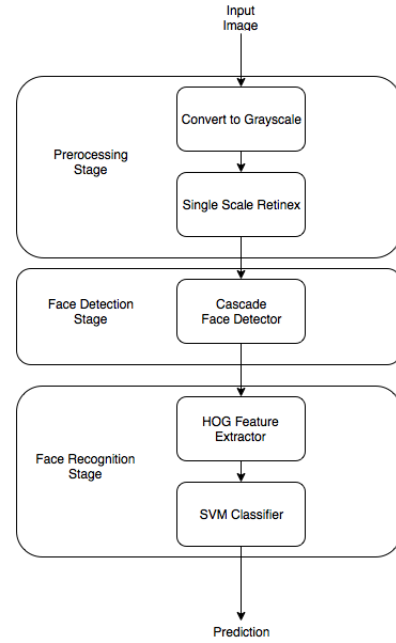 Input
Image
Convert to Grayscale
Prerocessing
Stage
Single Scale Retinex
Face Detection
Stage
Cascade
Face Detector
HOG Feature
Extractor
Face Recognition
Stage
SVM Classifier
Prediction